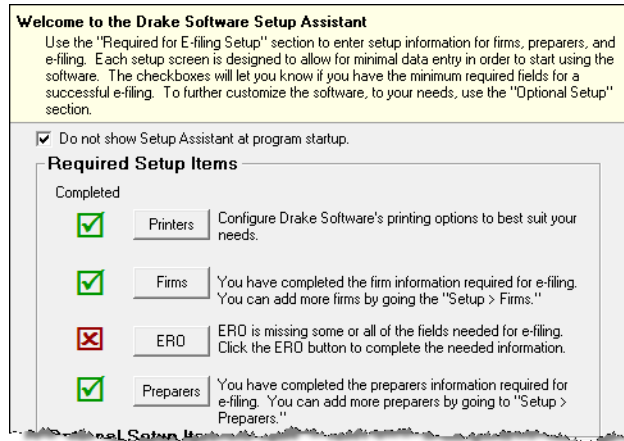 Welcome to the Drake Software Setup Assistant
Use the "Required for E-filing Setup" section to enter setup information for firms, preparers, and
e-filing. Each setup screen is designed to allow for minimal data entry in order to start using the
software. The checkboxes will let you know if you have the minimum required fields for a
successful e-filing. To further customize the software, to your needs, use the "Optional Setup"
section.
Do not show Setup Assistant at program startup.
Required Setup Items
Completed
Printers
Configure Drake Software's printing options to best suit your
needs.
Firms
You have completed the firm information required for e-filing.
You can add more firms by going the "Setup > Firms."
ERO
ERO is missing some or all of the fields needed for e-filing.
Click the ERO button to complete the needed information.
Preparers
You have completed the preparers information required for
e-filing. You can add more preparers by going to "Setup >
Preparers."